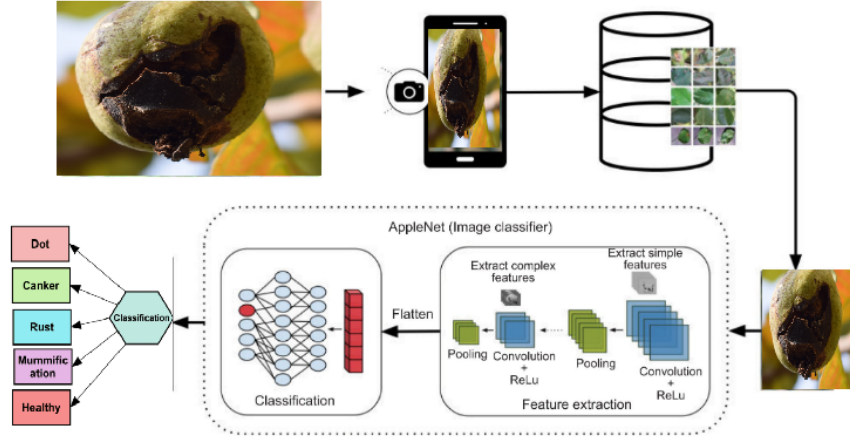 AppleNet (Image classifier)
Dot
Canker
Rust
Mummific
ation
Healthy
Classification
Classification
Flatten
Extract complex
features
Extract simple
features
Pooling
Convolution
+
ReLu
Pooling
Convolution
+
ReLu
Feature extraction